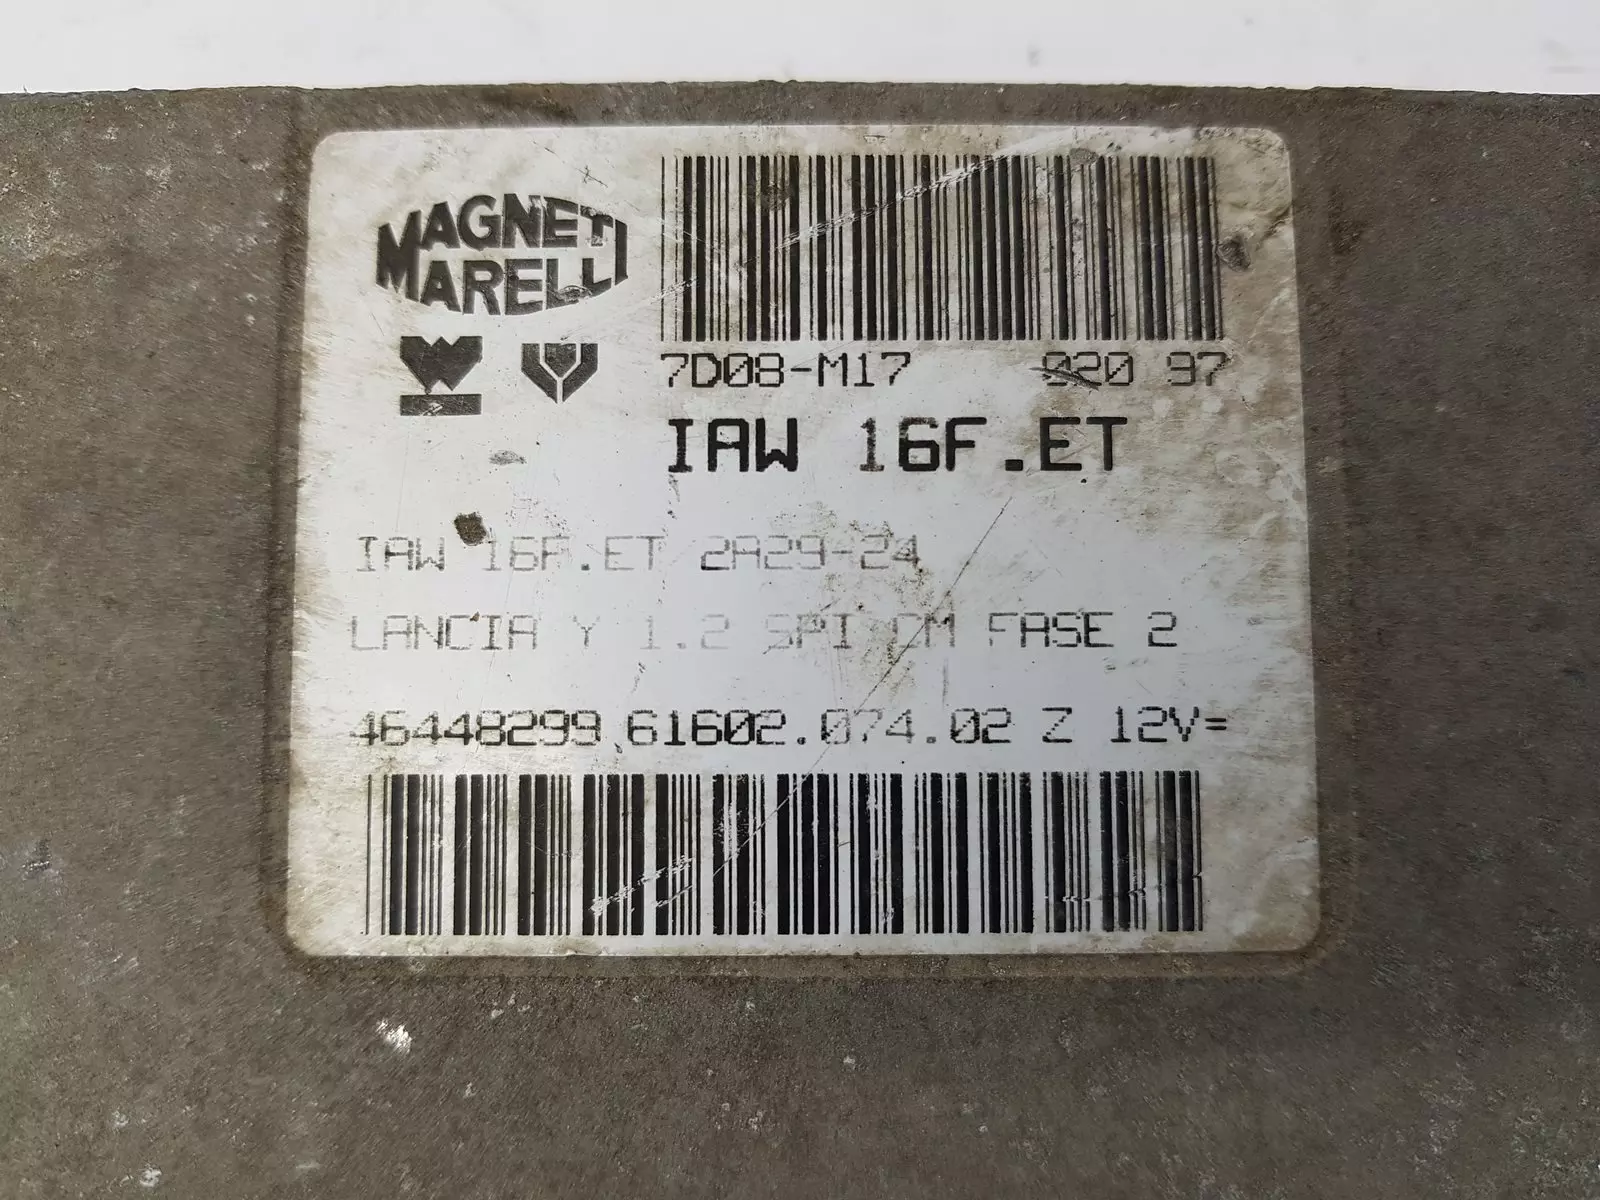 MAGNETI
MARELLI
7D08-M17 020 97
IAW 16F.ET
IAW 16F.ET 2A29-24
LANCIA Y 1.2 SPI CM FASE 2
46448299 61602.074.02 Z 12V=